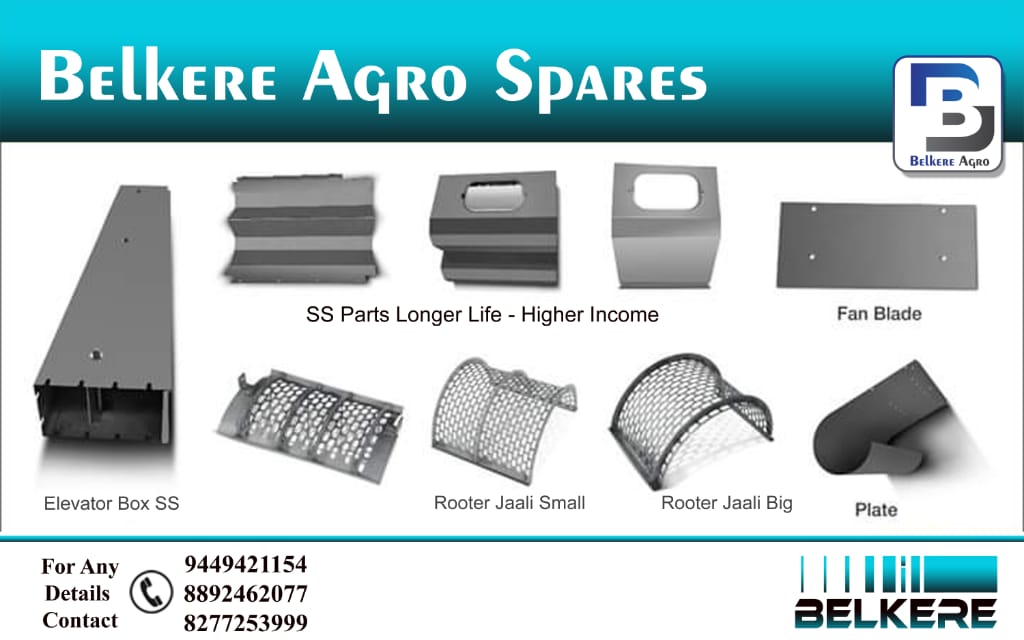 Belkere Agro Spares
Belkere Agro
SS Parts Longer Life - Higher Income
Fan Blade
Elevator Box SS
Rooter Jaali Small
Rooter Jaali Big
Plate
For Any
Details
Contact
9449421154
8892462077
8277253999
BELKERE